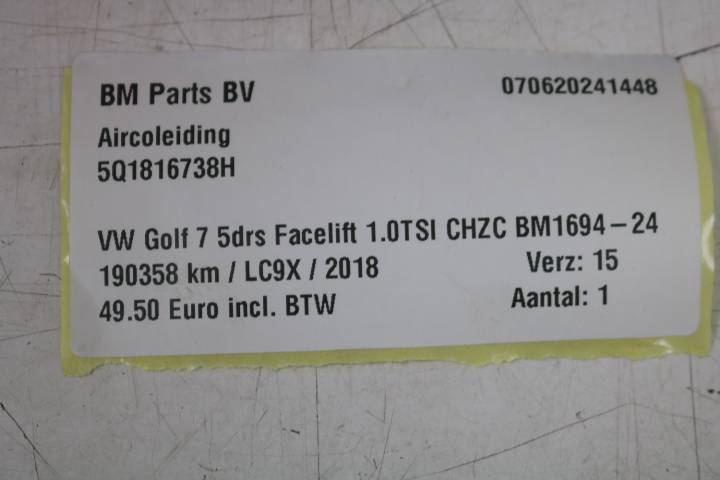 BM Parts BV 070620241448
Aircoleiding
5Q1816738H
VW Golf 7 5drs Facelift 1.0TSI CHZC BM1694-24
190358 km / LC9X / 2018 Verz: 15
49.50 Euro incl. BTW Aantal: 1